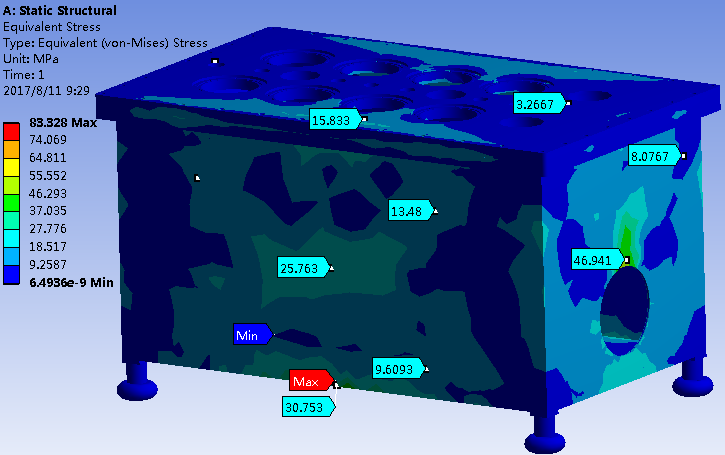 A: Static Structural
Equivalent Stress
Type: Equivalent (von-Mises) Stress
Unit: MPa
Time: 1
2017/8/11 9:29
83.328 Max
74.069
64.811
55.552
46.293
37.035
27.776
18.517
9.2587
6.4936e-9 Min
3.2667
15.833
8.0767
13.48
46.941
25.763
Min
9.6093
Max
30.753